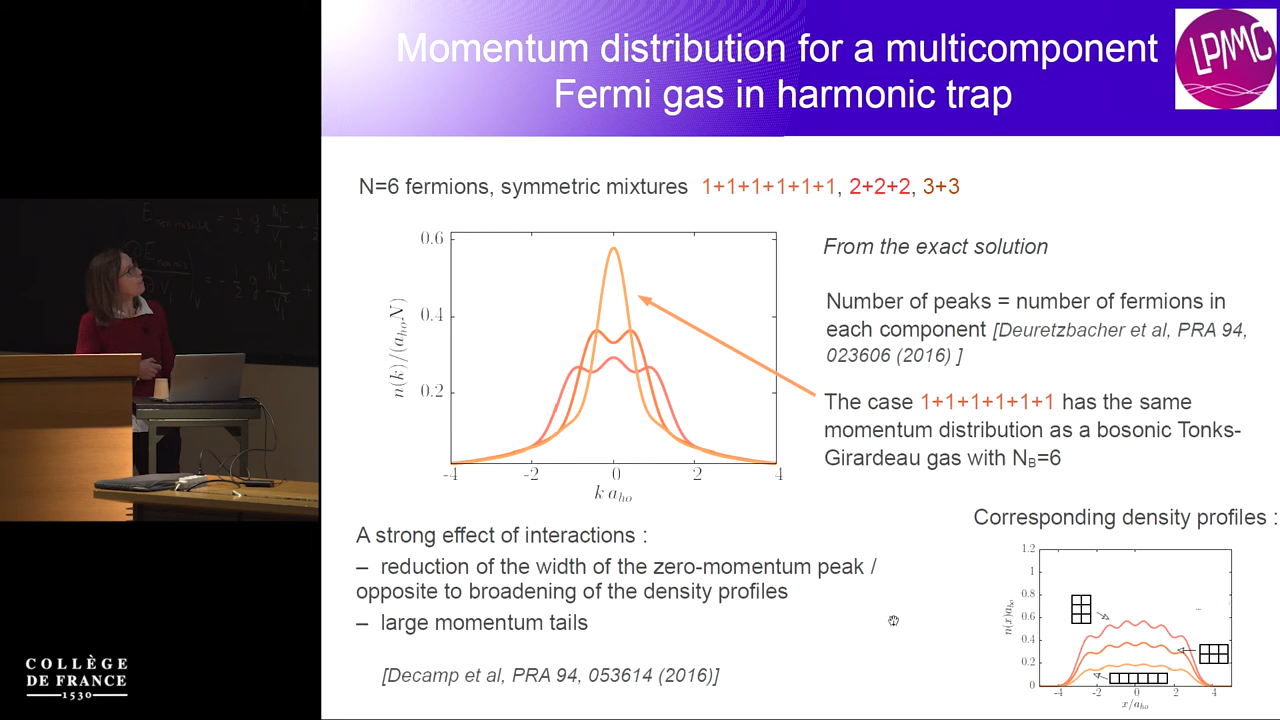 Momentum distribution for a multicomponent
Fermi gas in harmonic trap
LPMMC
N=6 fermions, symmetric mixtures 1+1+1+1+1+1, 2+2+2, 3+3
0.6
0.4
0.2
n(k)/(a_ho N)
-4 -2 0 2 4
k a_ho
From the exact solution
Number of peaks = number of fermions in
each component [Deuretzbacher et al, PRA 94,
023606 (2016) ]
The case 1+1+1+1+1+1 has the same
momentum distribution as a bosonic Tonks-
Girardeau gas with N_B=6
A strong effect of interactions :
– reduction of the width of the zero-momentum peak /
opposite to broadening of the density profiles
– large momentum tails
[Decamp et al, PRA 94, 053614 (2016)]
Corresponding density profiles :
1.2
1
0.8
0.6
0.4
0.2
0
n(x)a_ho
-4 -2 0 2 4
x/a_ho
COLLÈGE
DE FRANCE
1530